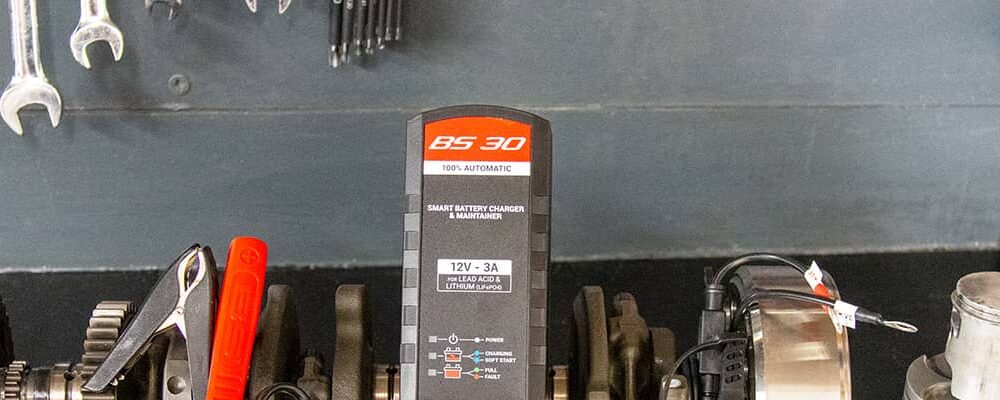 BS 30
100% AUTOMATIC
SMART BATTERY CHARGER
& MAINTAINER
12V - 3A
FOR LEAD ACID &
LITHIUM (LiFePO4)
POWER
CHARGING
SOFT START
FULL
FAULT